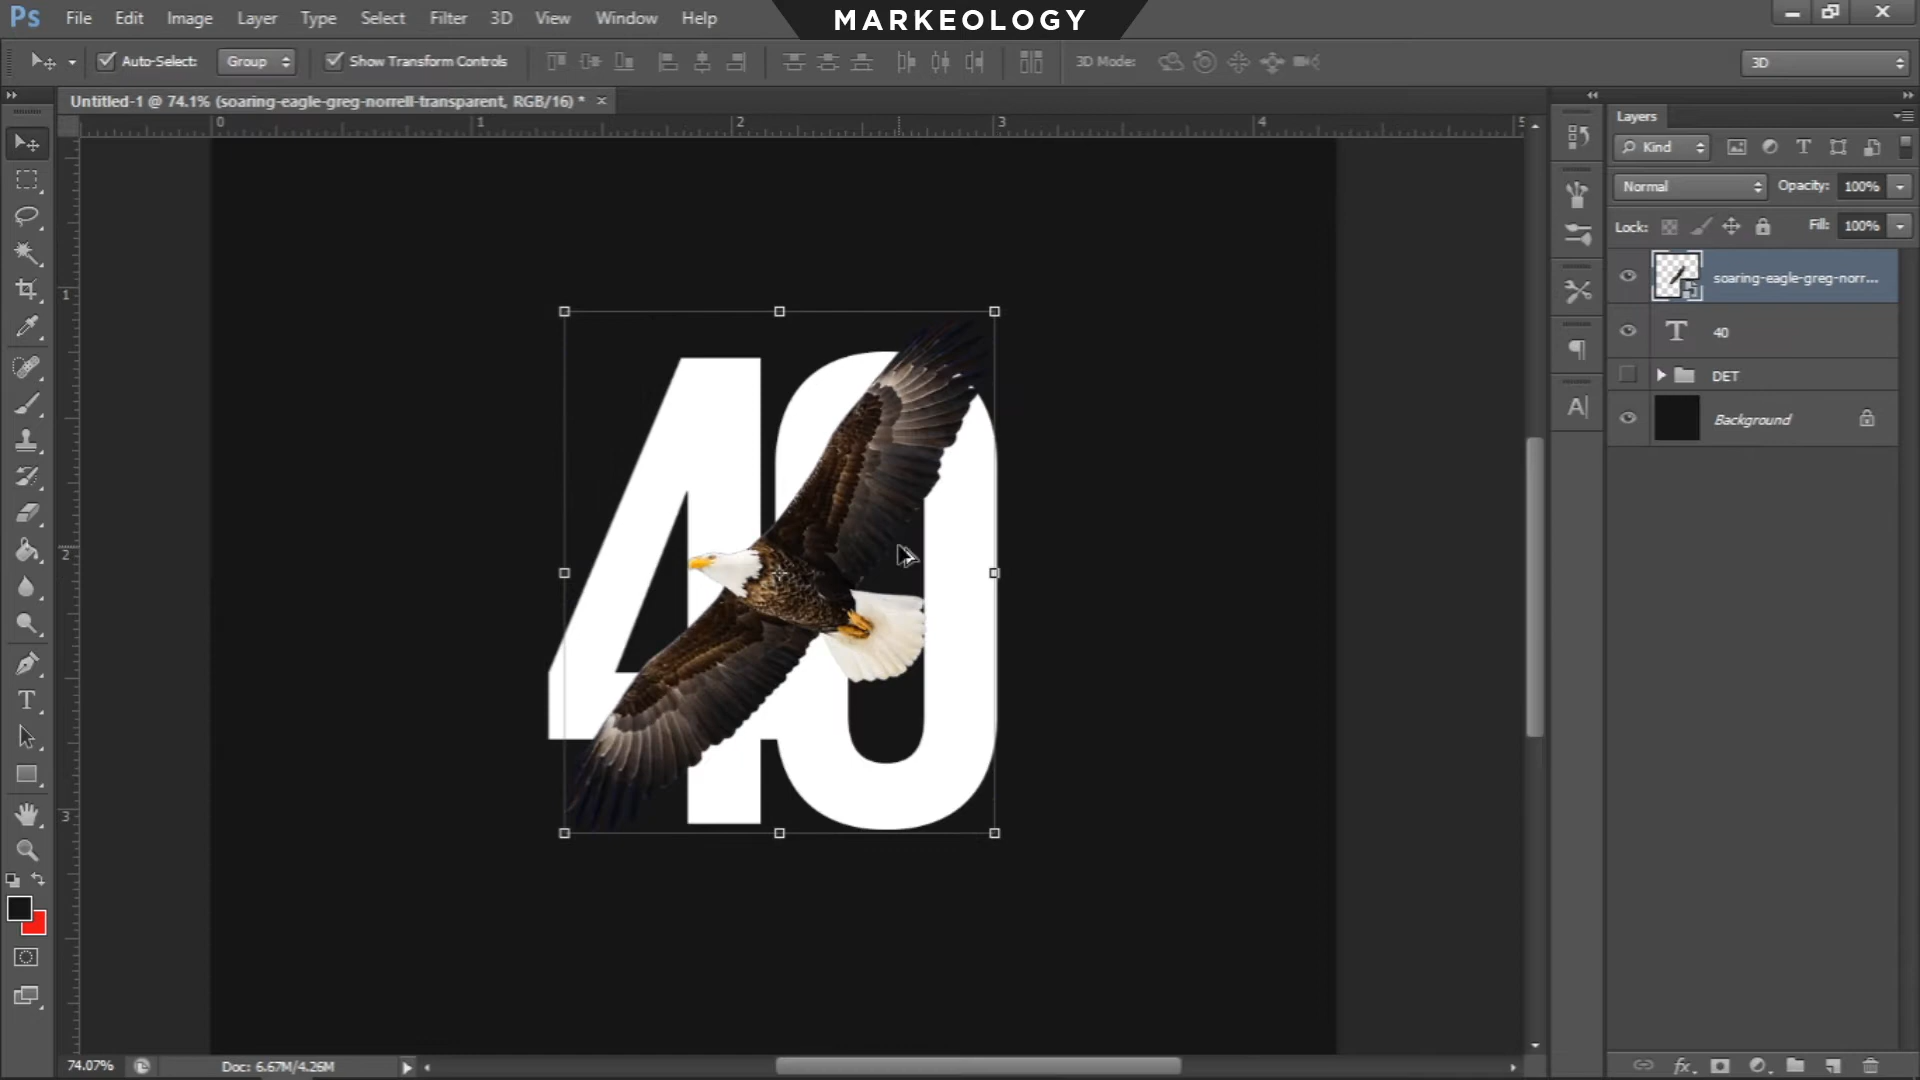 Ps File Edit Image Layer Type Select Filter 3D View Window Help
MARKEOLOGY
Auto-Select: Group Show Transform Controls 3D Mode: 3D
Untitled-1 @ 74.1% (soaring-eagle-greg-norrell-transparent, RGB/16) * ×
0 1 2 3 4 5
1
2
3
40
Layers
Kind
Normal Opacity: 100%
Lock: Fill: 100%
soaring-eagle-greg-norr...
T 40
DET
Background
74.07% Doc: 6.67M/4.26M
fx